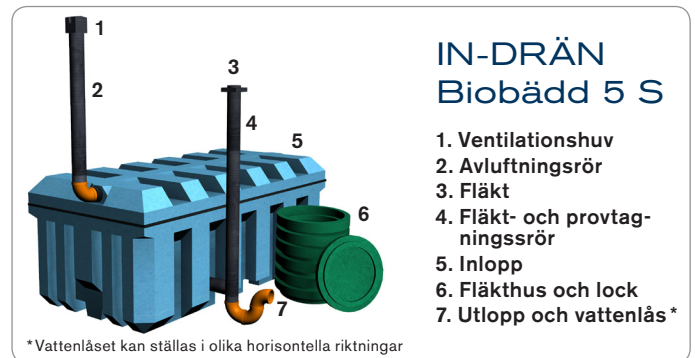 1
2
3
4
5
6
7
*Vattenlåset kan ställas i olika horisontella riktningar
IN-DRÄN
Biobädd 5 S
1. Ventilationshuv
2. Avluftningsrör
3. Fläkt
4. Fläkt- och provtag-
ningssrör
5. Inlopp
6. Fläkthus och lock
7. Utlopp och vattenlås*